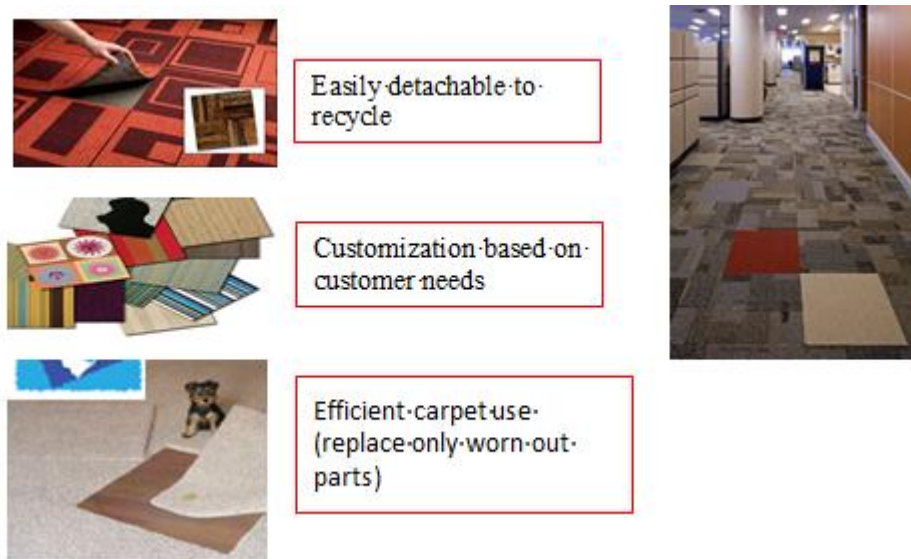 Easily·detachable·to·
recycle
Customization·based·on·
customer·needs
Efficient·carpet·use·
(replace·only·worn·out·
parts)